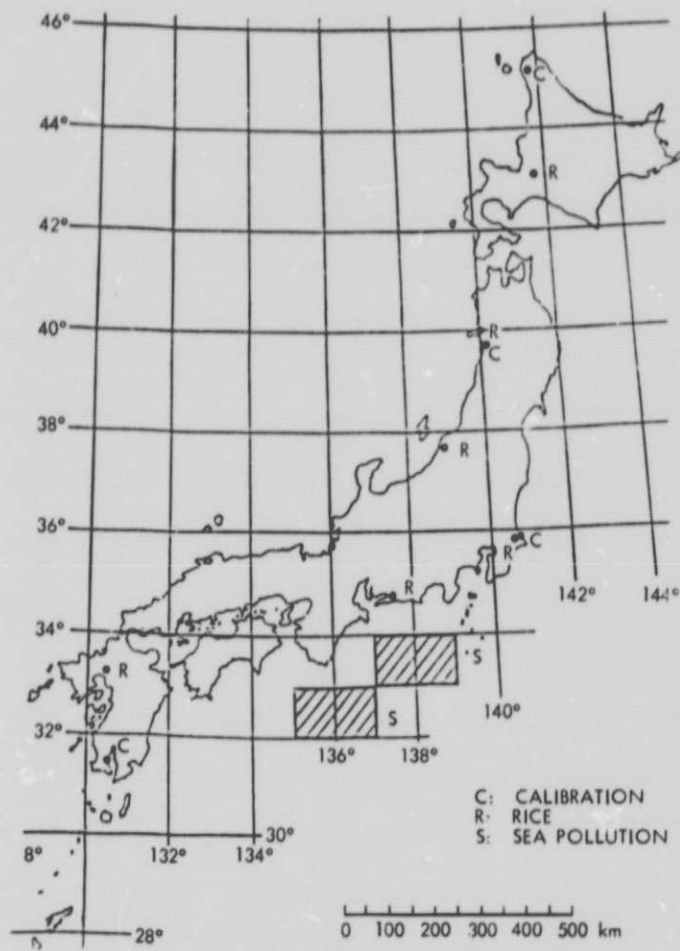 46°
C
44°
R
42°
40°
R
C
38°
R
36°
C
R
R
142°
144°
34°
S
R
140°
32°
S
136°
138°
C
C: CALIBRATION
R: RICE
S: SEA POLLUTION
30°
8°
132°
134°
0 100 200 300 400 500 km
28°